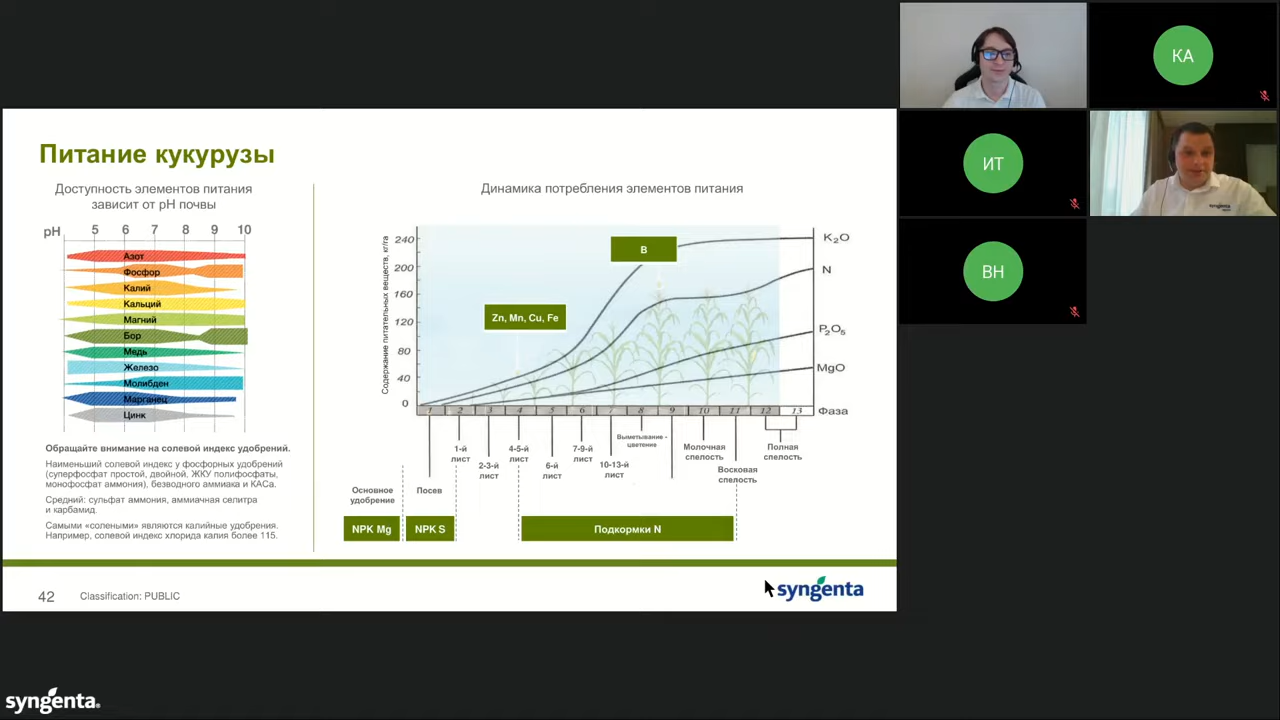 Питание кукурузы
Доступность элементов питания
зависит от pH почвы
pH 5 6 7 8 9 10
Азот
Фосфор
Калий
Кальций
Магний
Бор
Медь
Железо
Молибден
Марганец
Цинк
Обращайте внимание на солевой индекс удобрений.
Наименьший солевой индекс у фосфорных удобрений
(суперфосфат простой, двойной, ЖКУ полифосфаты,
монофосфат аммония), безводного аммиака и КАСа.
Средний: сульфат аммония, аммиачная селитра
и карбамид.
Самыми «солеными» являются калийные удобрения.
Например, солевой индекс хлорида калия более 115.
Динамика потребления элементов питания
Содержание питательных веществ, кг/га
240
200
160
120
80
40
0
B
Zn, Mn, Cu, Fe
K₂O
N
P₂O₅
MgO
1 2 3 4 5 6 7 8 9 10 11 12 13 Фаза
Основное
удобрение
Посев
1-й
лист
2-3-й
лист
4-5-й
лист
6-й
лист
7-9-й
лист
10-13-й
лист
Выметывание -
цветение
Молочная
спелость
Восковая
спелость
Полная
спелость
NPK Mg
NPK S
Подкормки N
42
Classification: PUBLIC
syngenta
KA
ИТ
syngenta
ВН
syngenta.